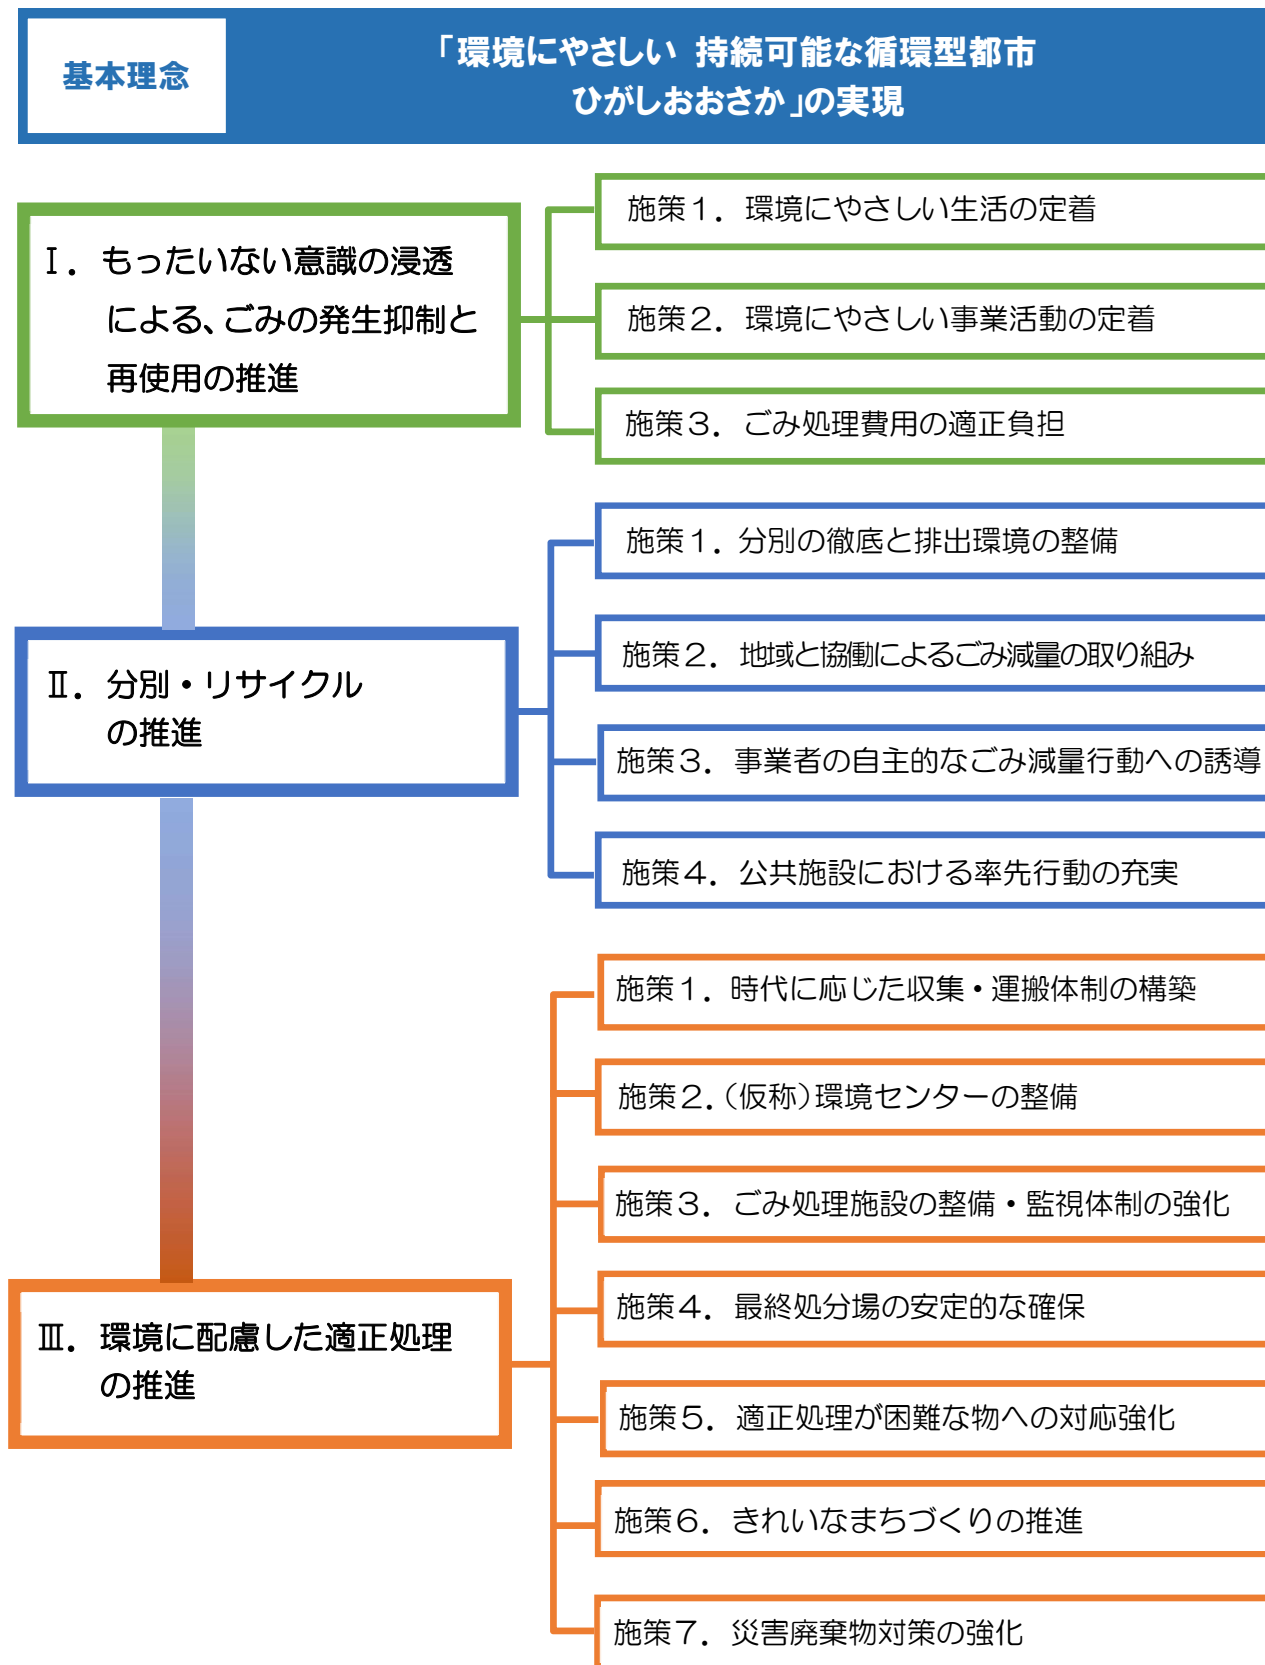 基本理念
「環境にやさしい 持続可能な循環型都市
ひがしおおさか」の実現
Ⅰ．もったいない意識の浸透
による、ごみの発生抑制と
再使用の推進
施策１．環境にやさしい生活の定着
施策２．環境にやさしい事業活動の定着
施策３．ごみ処理費用の適正負担
Ⅱ．分別・リサイクル
の推進
施策１．分別の徹底と排出環境の整備
施策２．地域と協働によるごみ減量の取り組み
施策３．事業者の自主的なごみ減量行動への誘導
施策４．公共施設における率先行動の充実
Ⅲ．環境に配慮した適正処理
の推進
施策１．時代に応じた収集・運搬体制の構築
施策２．（仮称）環境センターの整備
施策３．ごみ処理施設の整備・監視体制の強化
施策４．最終処分場の安定的な確保
施策５．適正処理が困難な物への対応強化
施策６．きれいなまちづくりの推進
施策７．災害廃棄物対策の強化